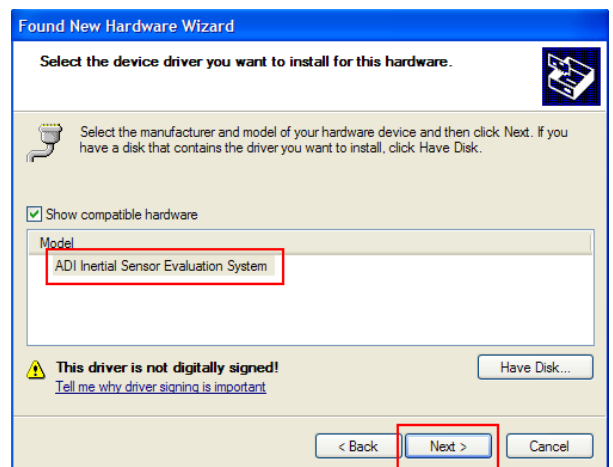 Found New Hardware Wizard
Select the device driver you want to install for this hardware.
Select the manufacturer and model of your hardware device and then click Next. If you
have a disk that contains the driver you want to install, click Have Disk.
Show compatible hardware
Model
ADI Inertial Sensor Evaluation System
This driver is not digitally signed!
Tell me why driver signing is important
Have Disk...
< Back
Next >
Cancel